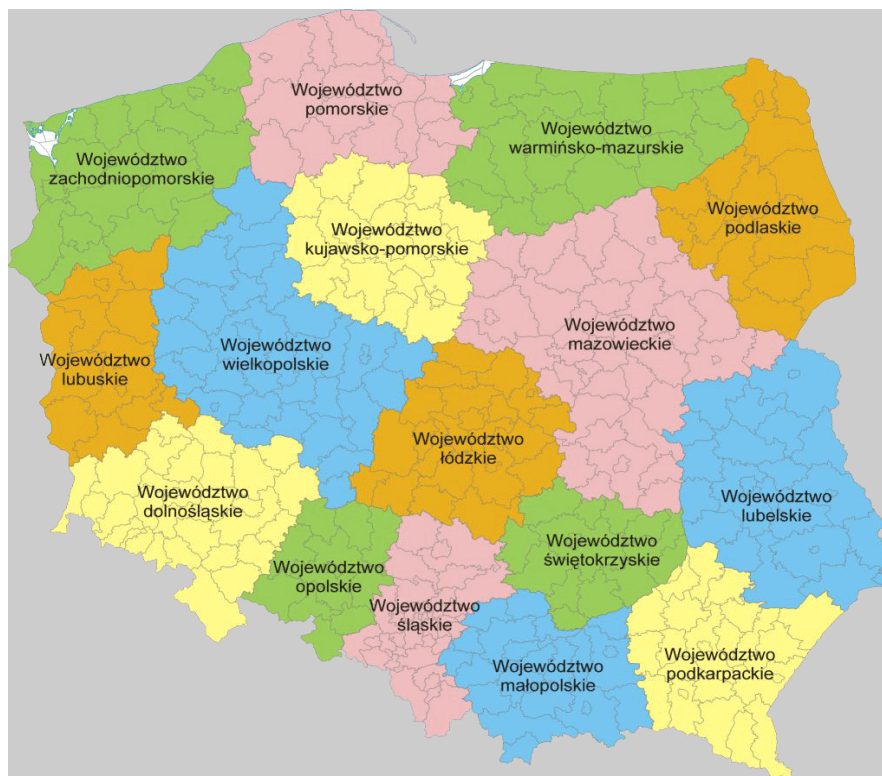 Województwo
pomorskie
Województwo
warmińsko-mazurskie
Województwo
zachodniopomorskie
Województwo
podlaskie
Województwo
kujawsko-pomorskie
Województwo
mazowieckie
Województwo
wielkopolskie
Województwo
lubuskie
Województwo
łódzkie
Województwo
dolnośląskie
Województwo
lubelskie
Województwo
świętokrzyskie
Województwo
opolskie
Województwo
śląskie
Województwo
małopolskie
Województwo
podkarpackie